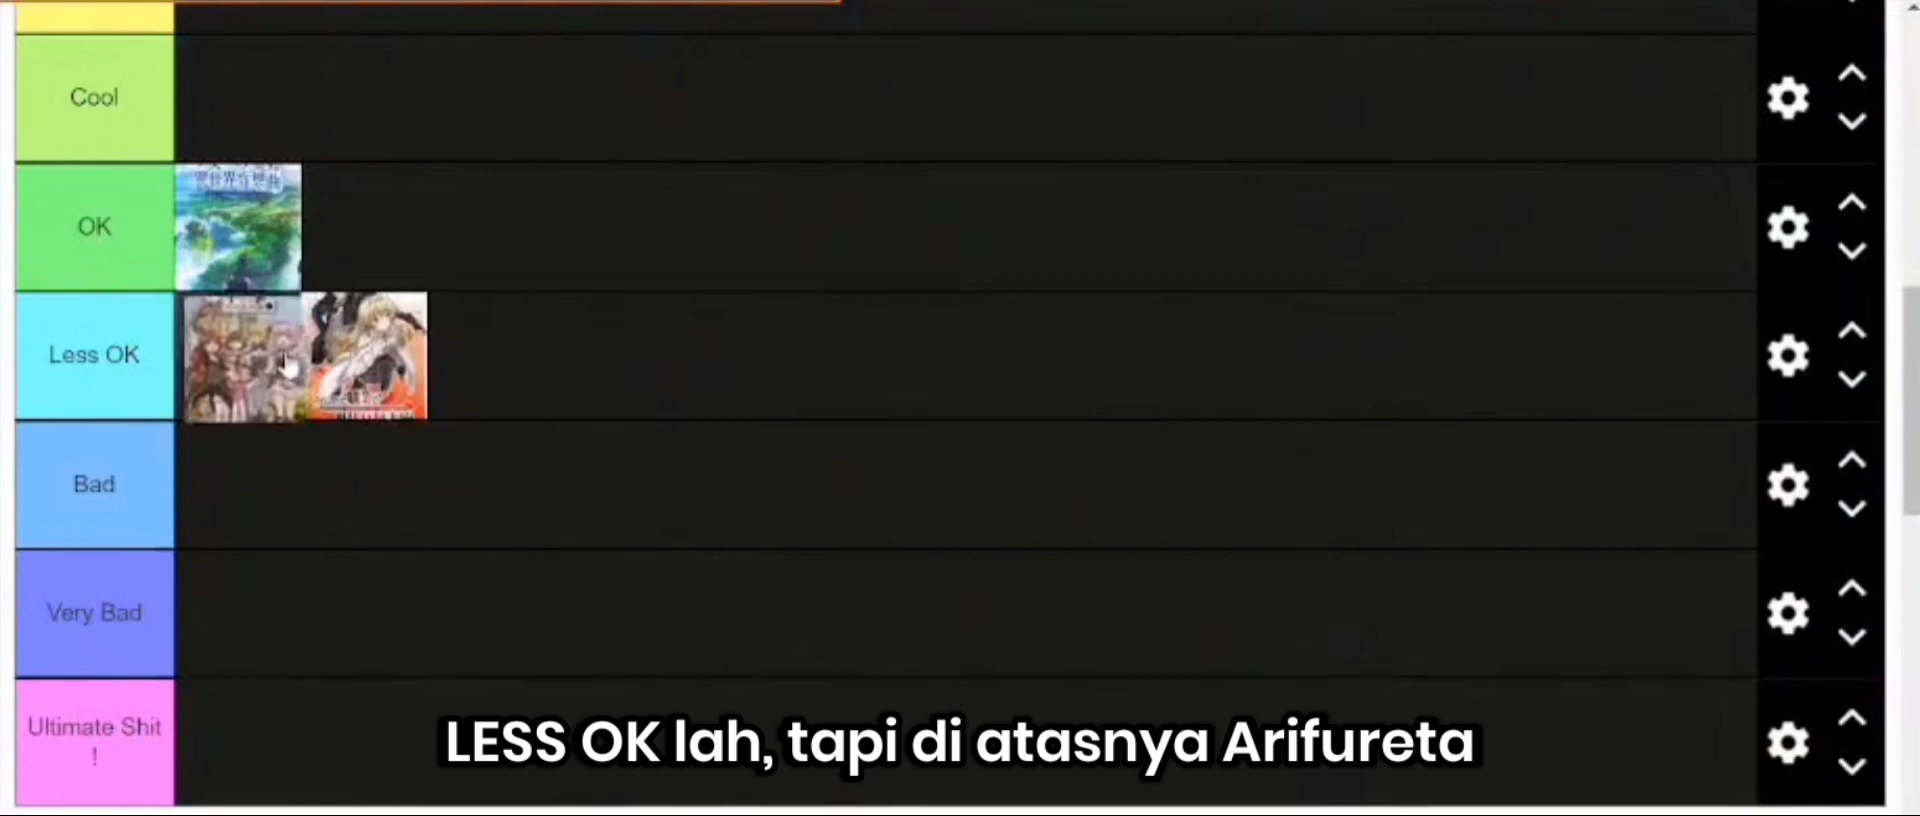 Cool
OK
Less OK
Bad
Very Bad
Ultimate Shit
!
LESS OK lah, tapi di atasnya Arifureta